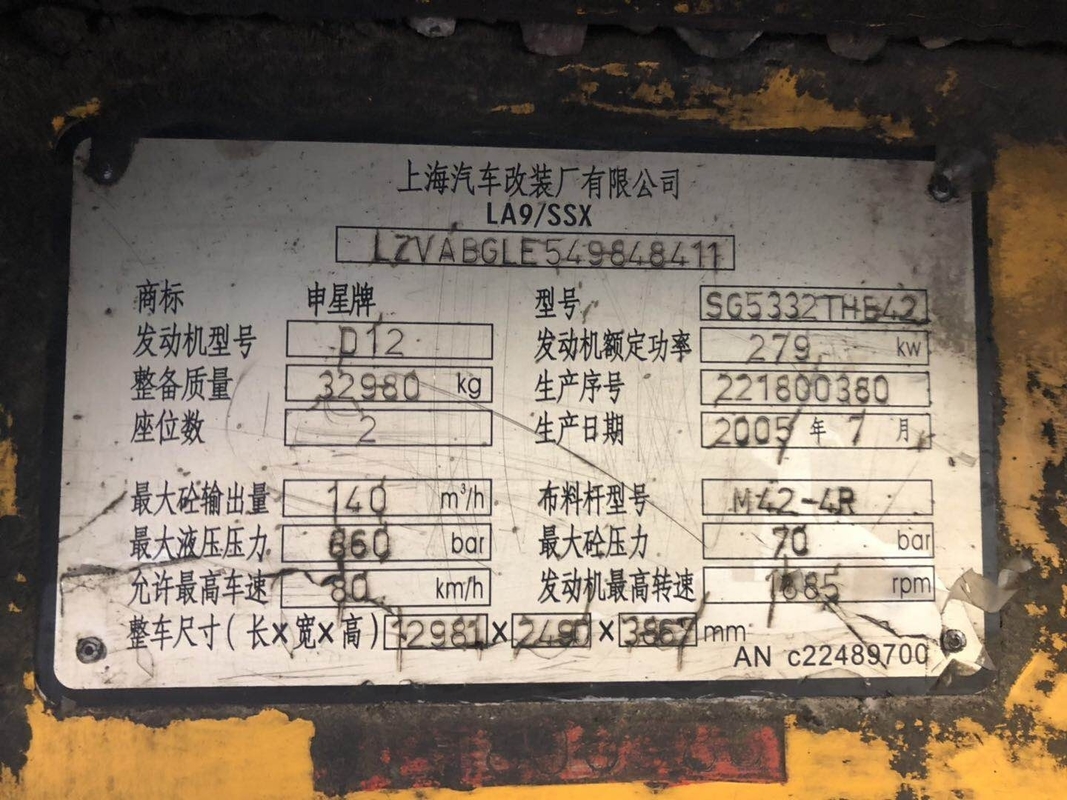 上海汽车改装厂有限公司
LA9/SSX
LZVABGLE549848411
商标 申星牌 型号 SG5332THB42
发动机型号 D12 发动机额定功率 279 kw
整备质量 32980 kg 生产序号 221800380
座位数 2 生产日期 2005 年 7 月
最大砼输出量 140 m³/h 布料杆型号 M42-4R
最大液压压力 360 bar 最大砼压力 70 bar
允许最高车速 80 km/h 发动机最高转速 1885 rpm
整车尺寸(长×宽×高) 12981 × 2490 × 3867 mm
AN c22489700